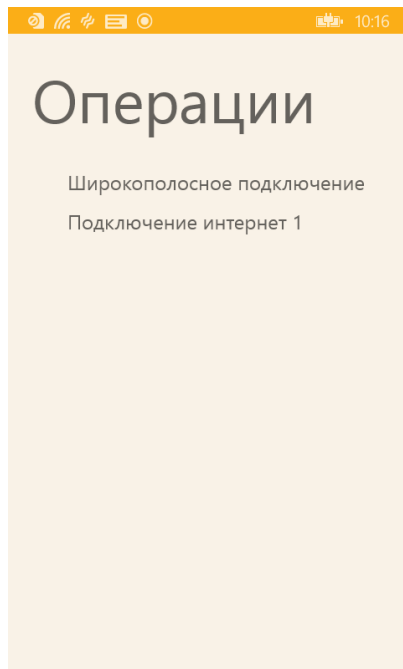 10:16
Операции
Широкополосное подключение
Подключение интернет 1